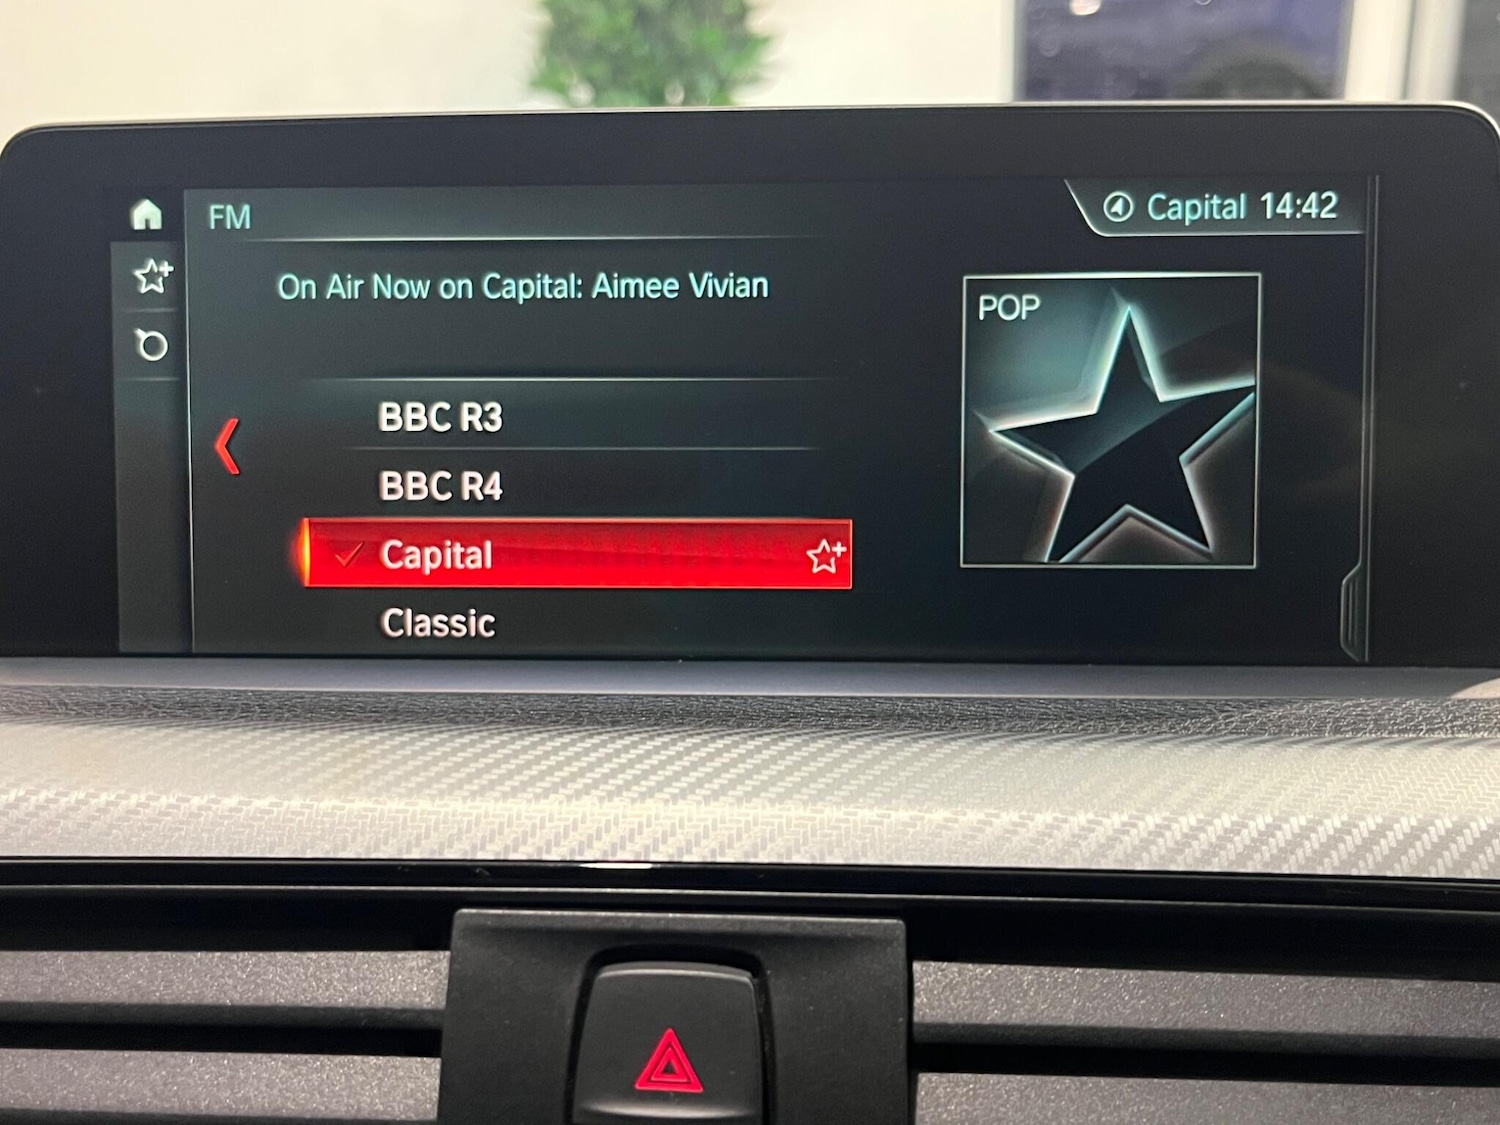 FM
Capital 14:42
On Air Now on Capital: Aimee Vivian
POP
BBC R3
BBC R4
Capital
Classic